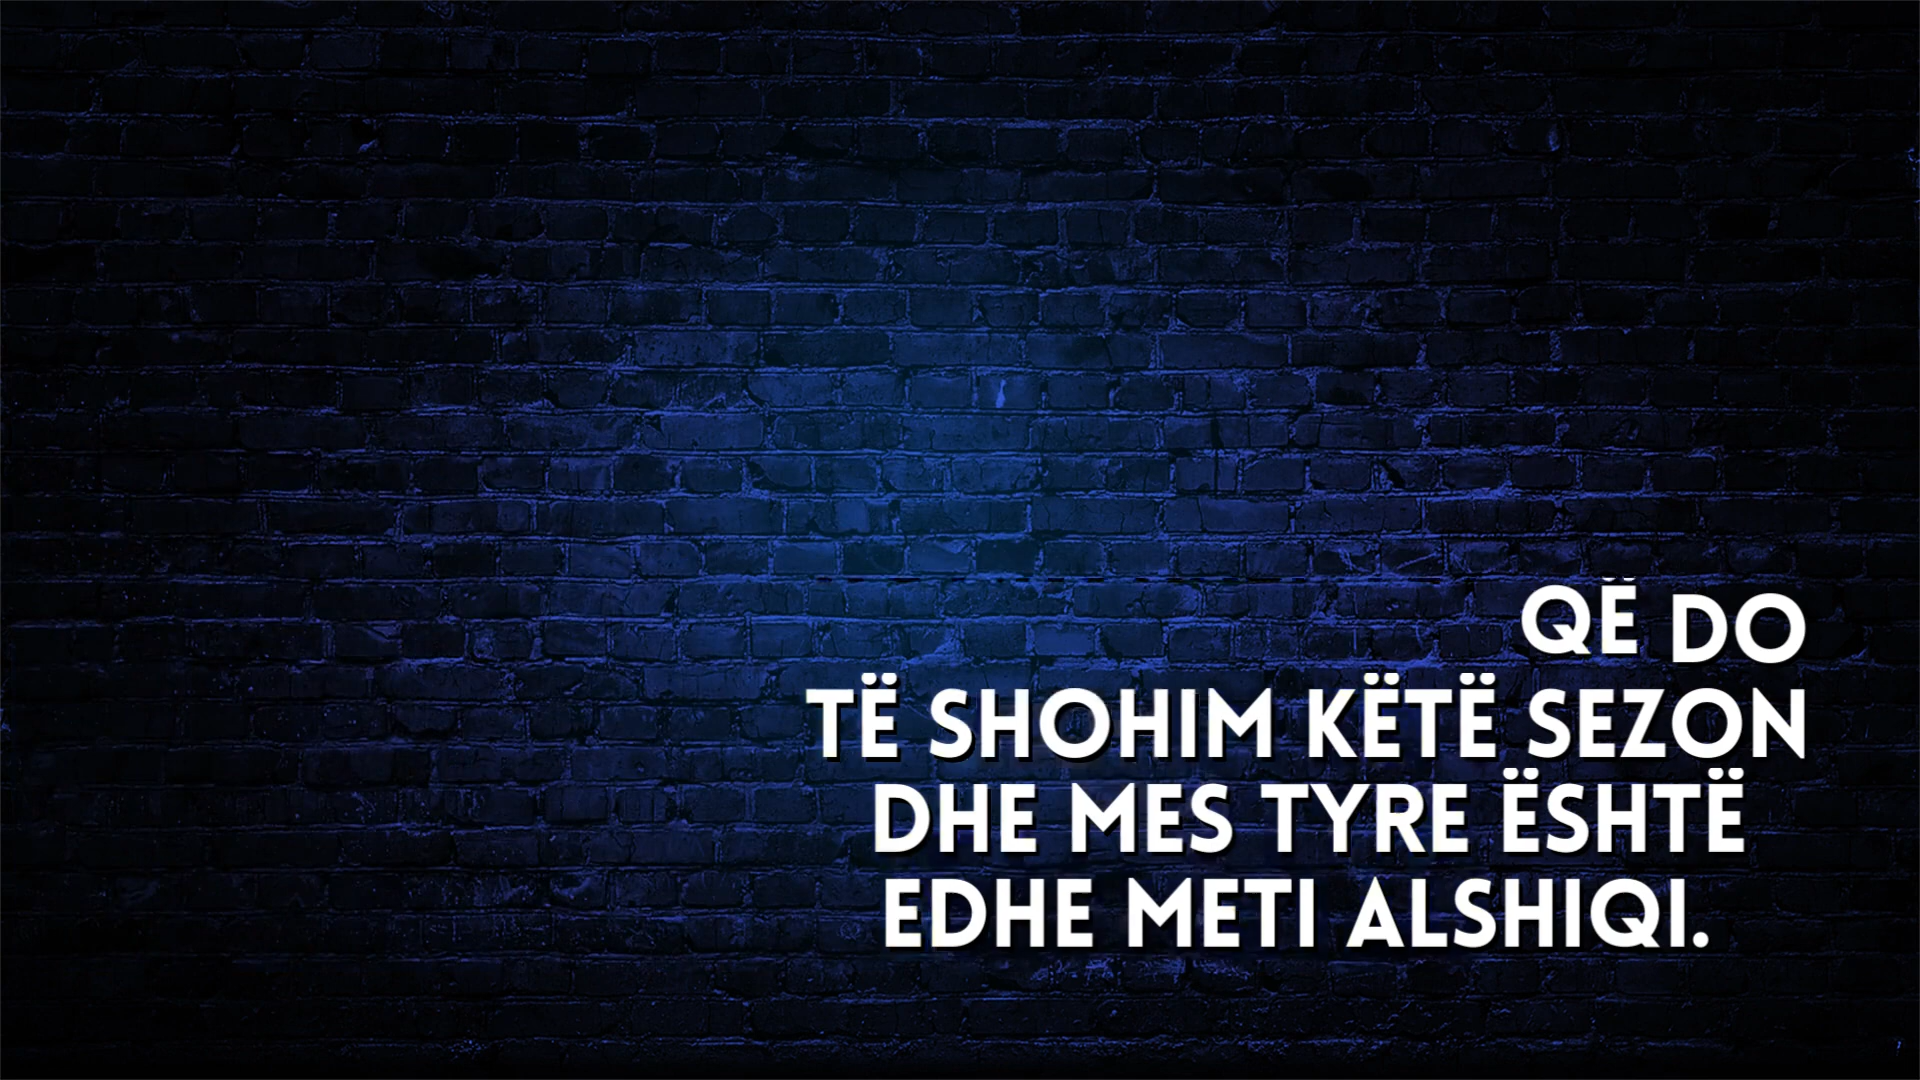 QË DO
TË SHOHIM KËTË SEZON
DHE MES TYRE ËSHTË
EDHE METI ALSHIQI.